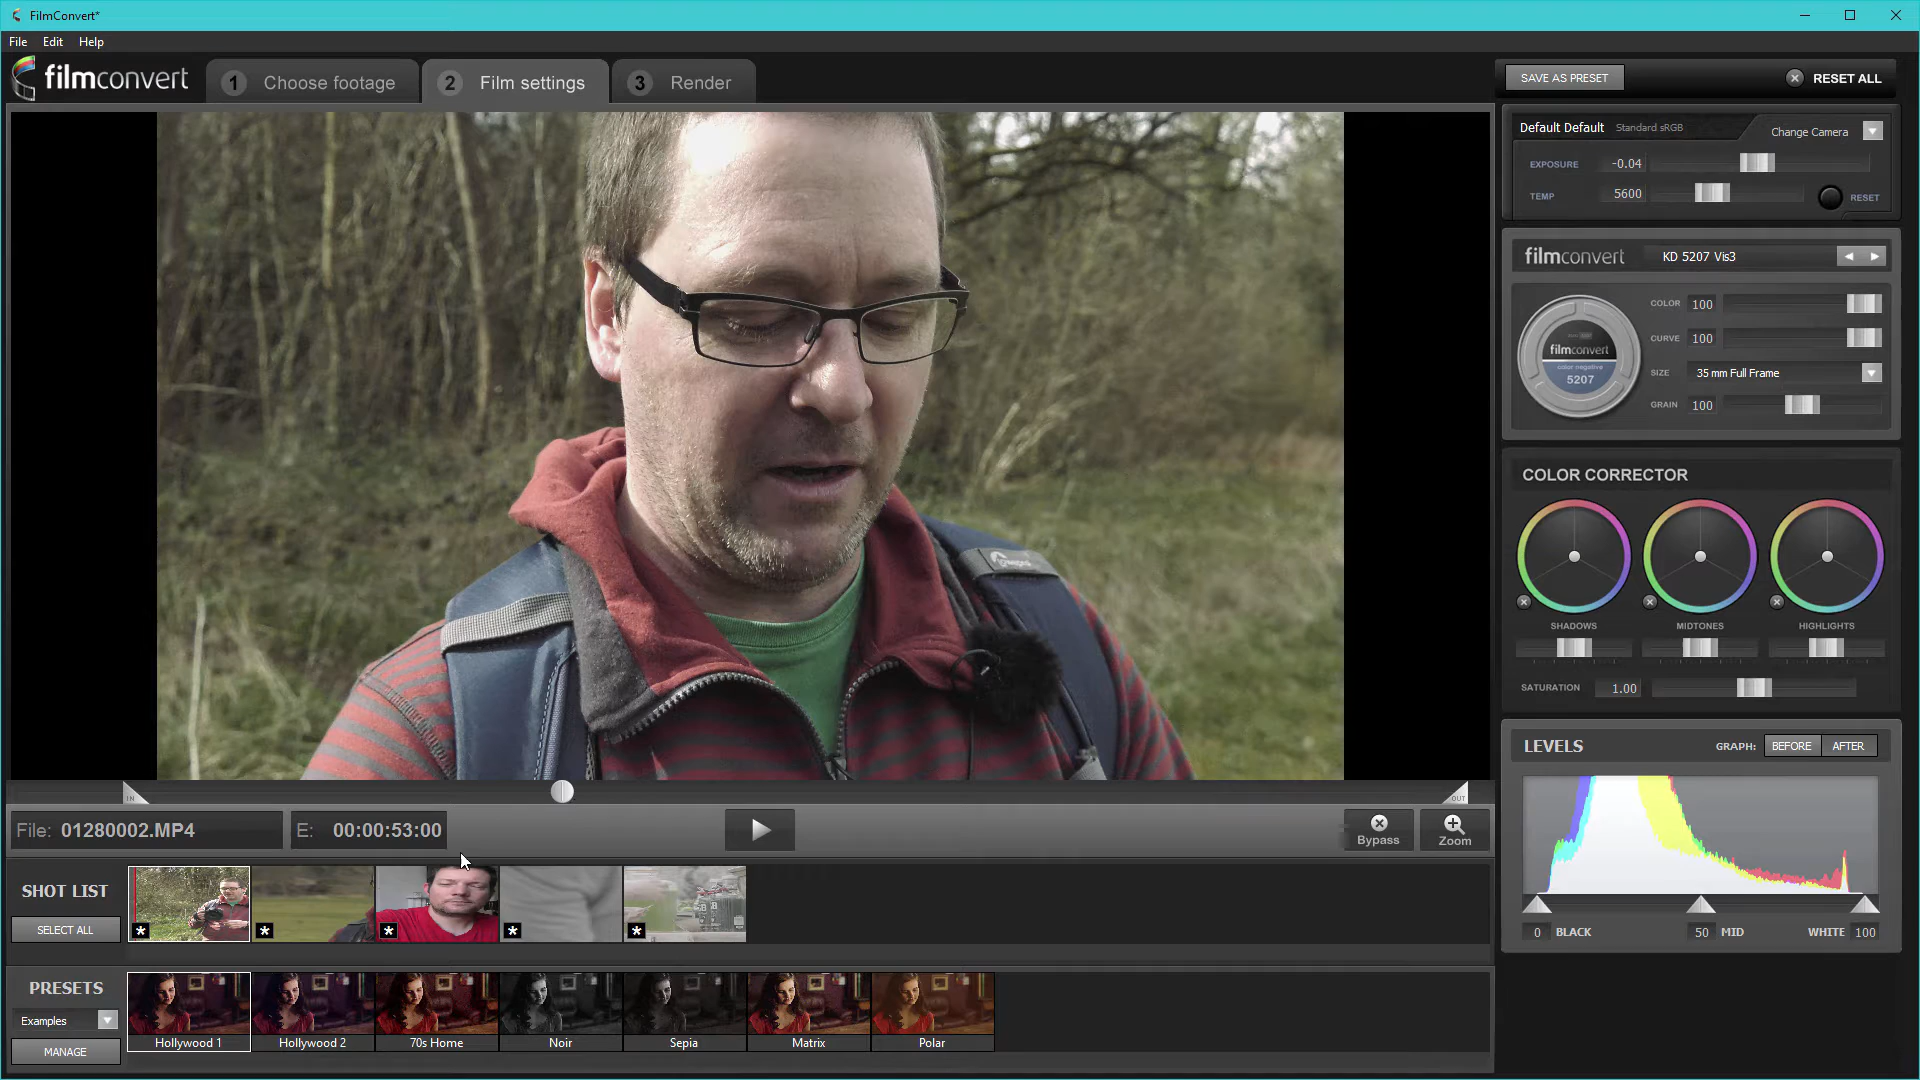 FilmConvert*
File Edit Help
filmconvert
1 Choose footage
2 Film settings
3 Render
SAVE AS PRESET
RESET ALL
Default Default Standard sRGB
Change Camera
EXPOSURE -0.04
TEMP 5600
RESET
filmconvert KD 5207 Vis3
COLOR 100
CURVE 100
SIZE 35 mm Full Frame
GRAIN 100
filmconvert
color negative
5207
COLOR CORRECTOR
SHADOWS MIDTONES HIGHLIGHTS
SATURATION 1.00
LEVELS GRAPH: BEFORE AFTER
0 BLACK 50 MID WHITE 100
IN OUT
File: 01280002.MP4 E: 00:00:53:00
Bypass Zoom
SHOT LIST
SELECT ALL
PRESETS
Examples
MANAGE
Hollywood 1 Hollywood 2 70s Home Noir Sepia Matrix Polar